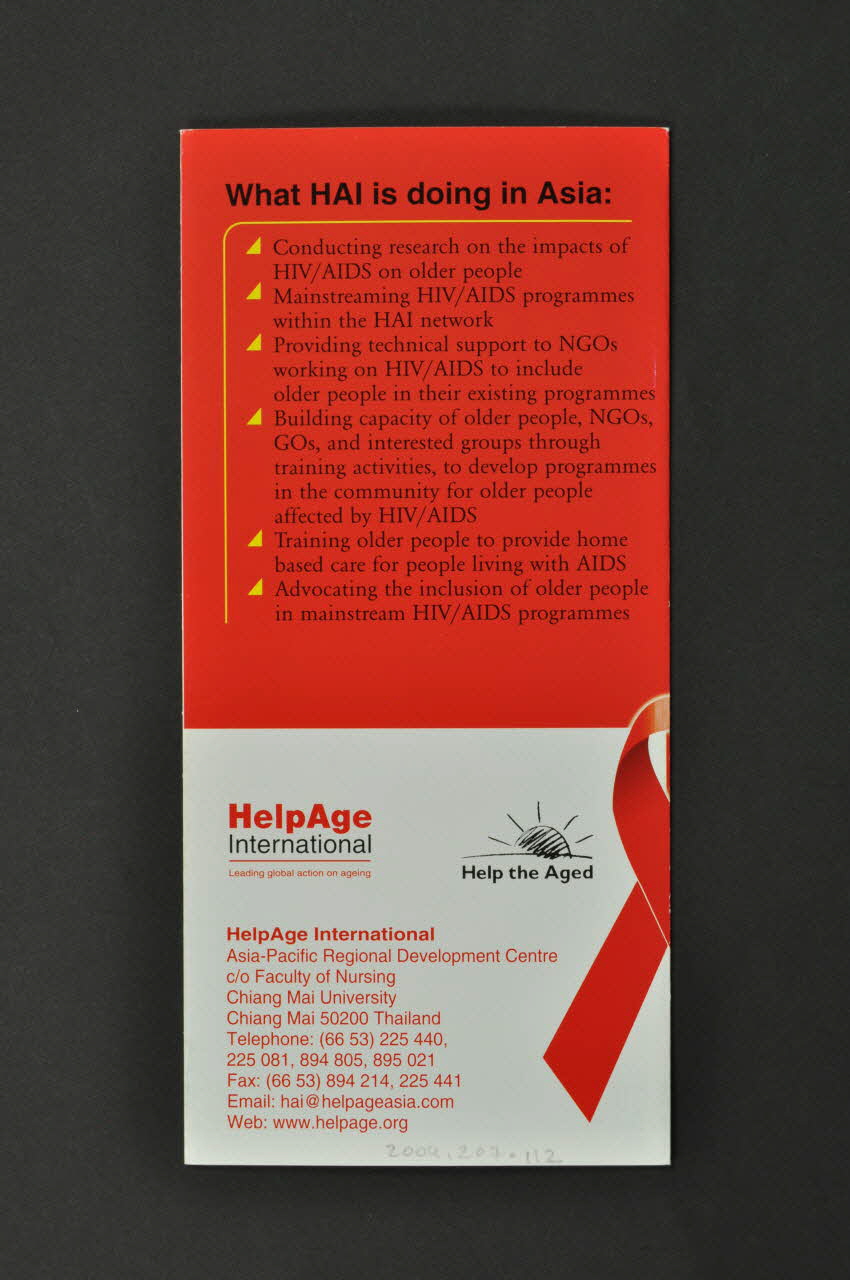 What HAI is doing in Asia:
Conducting research on the impacts of
HIV/AIDS on older people
Mainstreaming HIV/AIDS programmes
within the HAI network
Providing technical support to NGOs
working on HIV/AIDS to include
older people in their existing programmes
Building capacity of older people, NGOs,
GOs, and interested groups through
training activities, to develop programmes
in the community for older people
affected by HIV/AIDS
Training older people to provide home
based care for people living with AIDS
Advocating the inclusion of older people
in mainstream HIV/AIDS programmes
HelpAge
International
Leading global action on ageing
Help the Aged
HelpAge International
Asia-Pacific Regional Development Centre
c/o Faculty of Nursing
Chiang Mai University
Chiang Mai 50200 Thailand
Telephone: (66 53) 225 440,
225 081, 894 805, 895 021
Fax: (66 53) 894 214, 225 441
Email: hai@helpageasia.com
Web: www.helpage.org
2004.207.112